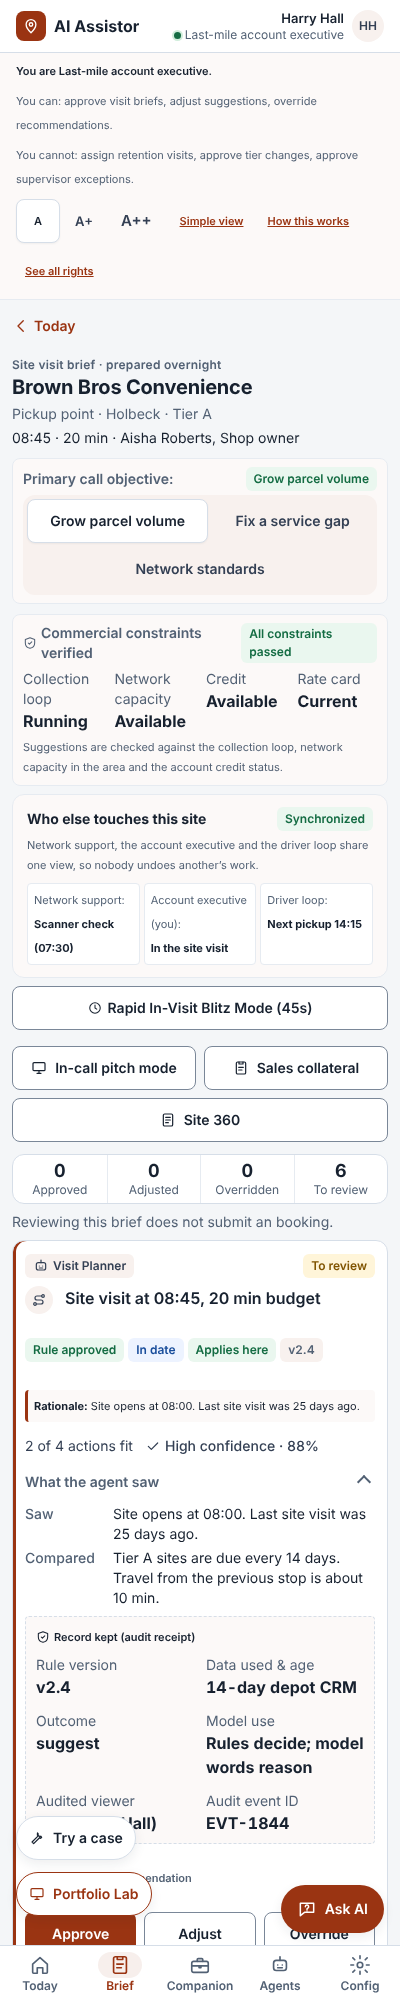 AI Assistor
Harry Hall
Last-mile account executive
HH
You are Last-mile account executive.
You can: approve visit briefs, adjust suggestions, override
recommendations.
You cannot: assign retention visits, approve tier changes, approve
supervisor exceptions.
A A+ A++ Simple view How this works
See all rights
Today
Site visit brief · prepared overnight
Brown Bros Convenience
Pickup point · Holbeck · Tier A
08:45 · 20 min · Aisha Roberts, Shop owner
Primary call objective: Grow parcel volume
Grow parcel volume Fix a service gap
Network standards
Commercial constraints
verified
All constraints
passed
Collection
loop
Running
Network
capacity
Available
Credit
Available
Rate card
Current
Suggestions are checked against the collection loop, network
capacity in the area and the account credit status.
Who else touches this site Synchronized
Network support, the account executive and the driver loop share
one view, so nobody undoes another's work.
Network support:
Scanner check
(07:30)
Account executive
(you):
In the site visit
Driver loop:
Next pickup 14:15
Rapid In-Visit Blitz Mode (45s)
In-call pitch mode Sales collateral
Site 360
0 0 0 6
Approved Adjusted Overridden To review
Reviewing this brief does not submit an booking.
Visit Planner To review
Site visit at 08:45, 20 min budget
Rule approved In date Applies here v2.4
Rationale: Site opens at 08:00. Last site visit was 25 days ago.
2 of 4 actions fit High confidence · 88%
What the agent saw
Saw Site opens at 08:00. Last site visit was
25 days ago.
Compared Tier A sites are due every 14 days.
Travel from the previous stop is about
10 min.
Record kept (audit receipt)
Rule version Data used & age
v2.4 14-day depot CRM
Outcome Model use
suggest Rules decide; model
words reason
Audited viewer Audit event ID
Hall) EVT-1844
Try a case
endation
Portfolio Lab
Ask AI
Approve Adjust Override
Today Brief Companion Agents Config